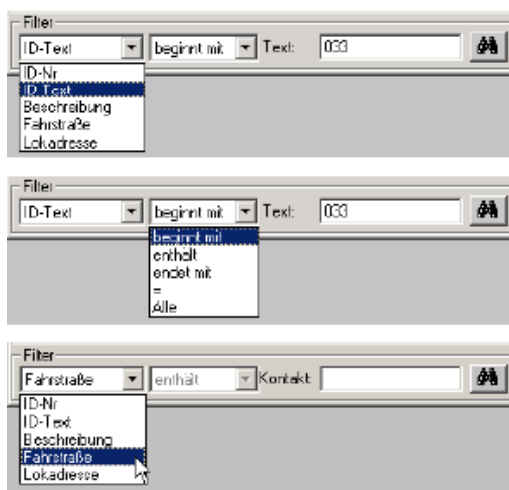 Filter
ID-Text beginnt mit Text: 033
ID-Nr
ID-Text
Beschreibung
Fahrstraße
Lokadresse
Filter
ID-Text beginnt mit Text: 033
beginnt mit
enthält
endet mit
=
Alle
Filter
Fahrstraße enthält Kontakt:
ID-Nr
ID-Text
Beschreibung
Fahrstraße
Lokadresse